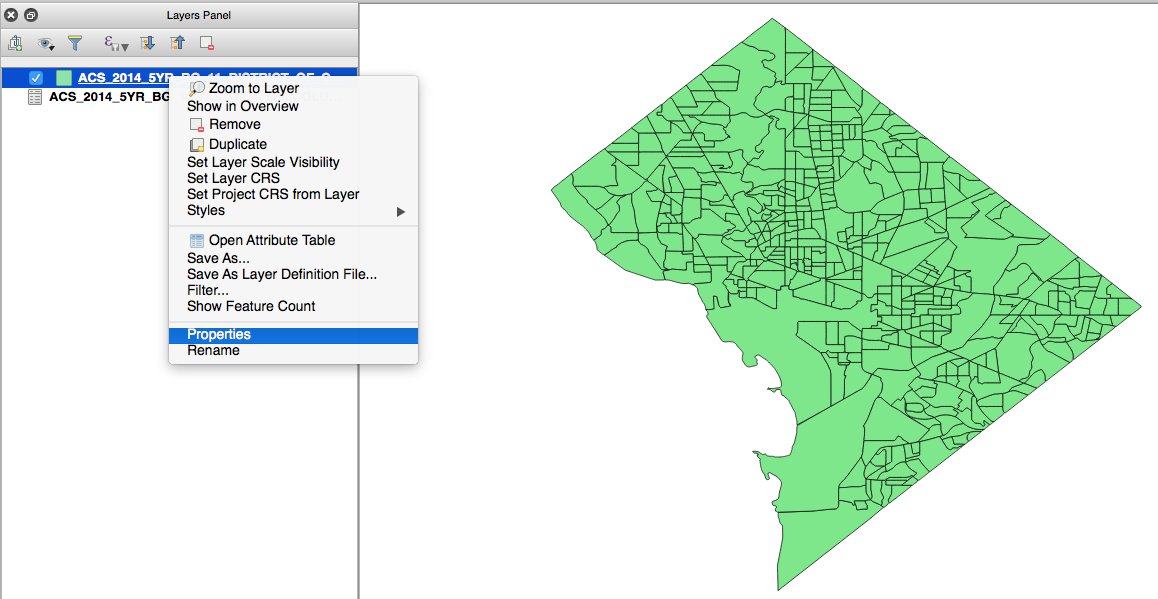 Layers Panel
ε
ACS_2014_5YR_BG_11_DISTRICT_OF_C
ACS_2014_5YR_BG
Zoom to Layer
Show in Overview
Remove
Duplicate
Set Layer Scale Visibility
Set Layer CRS
Set Project CRS from Layer
Styles
Open Attribute Table
Save As...
Save As Layer Definition File...
Filter...
Show Feature Count
Properties
Rename